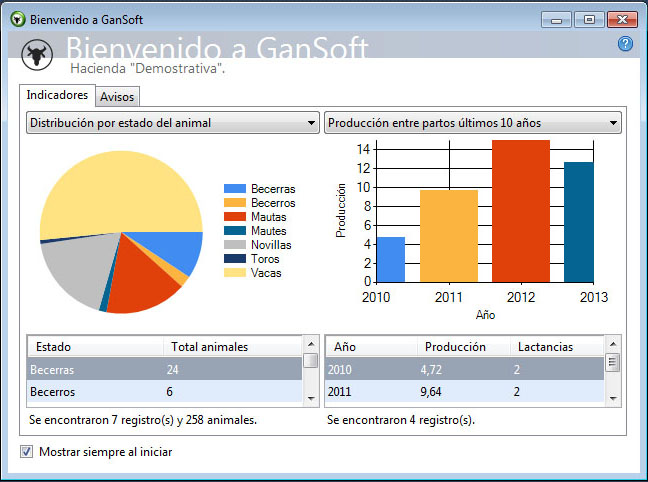 Bienvenido a GanSoft
Bienvenido a GanSoft
Hacienda "Demostrativa".
?
Indicadores Avisos
Distribución por estado del animal
Becerras
Becerros
Mautas
Mautes
Novillas
Toros
Vacas
Estado Total animales
Becerras 24
Becerros 6
Se encontraron 7 registro(s) y 258 animales.
Producción entre partos últimos 10 años
Producción
14
12
10
8
6
4
2
0
2010 2011 2012 2013
Año
Año Producción Lactancias
2010 4,72 2
2011 9,64 2
Se encontraron 4 registro(s).
Mostrar siempre al iniciar